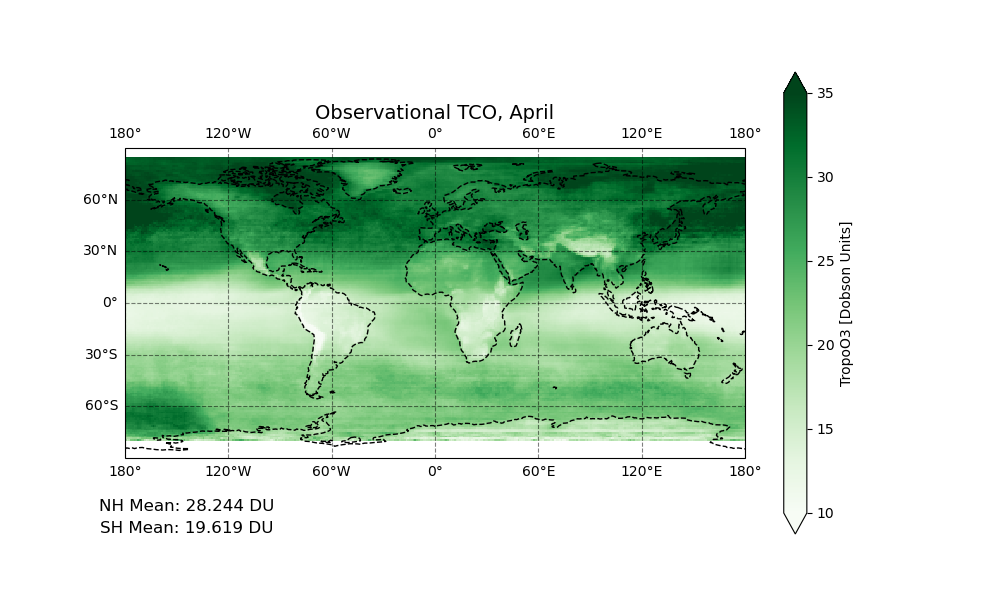 Observational TCO, April
180° 120°W 60°W 0° 60°E 120°E 180°
60°N
30°N
0°
30°S
60°S
180° 120°W 60°W 0° 60°E 120°E 180°
35
30
25
20
15
10
TropoO3 [Dobson Units]
NH Mean: 28.244 DU
SH Mean: 19.619 DU